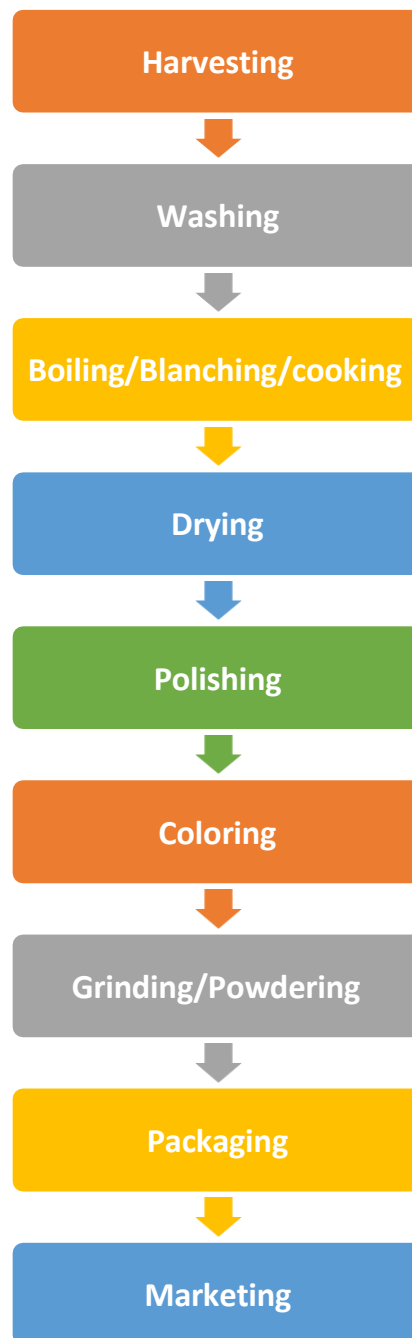 Harvesting
Washing
Boiling/Blanching/cooking
Drying
Polishing
Coloring
Grinding/Powdering
Packaging
Marketing